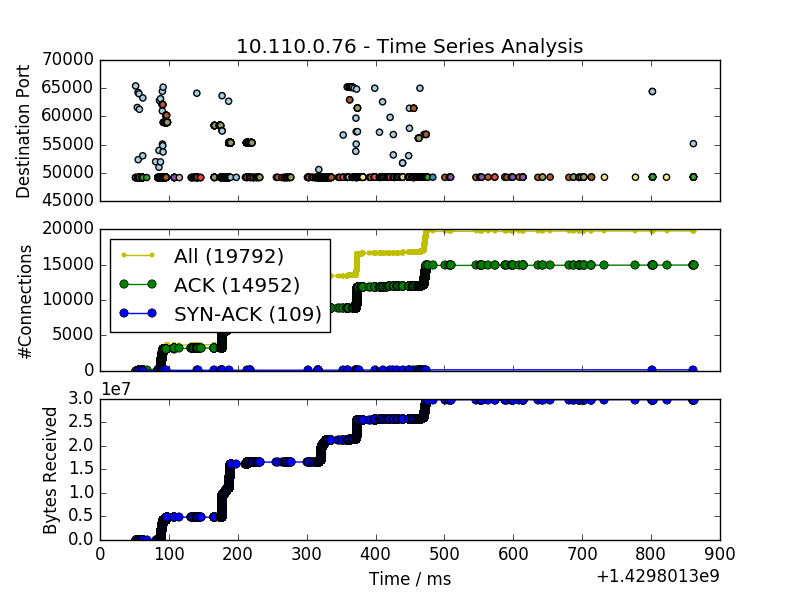 10.110.0.76 - Time Series Analysis
70000
65000
60000
55000
50000
45000
Destination Port
20000
15000
10000
5000
0
#Connections
All (19792)
ACK (14952)
SYN-ACK (109)
1e7
3.0
2.5
2.0
1.5
1.0
0.5
0.0
Bytes Received
0 100 200 300 400 500 600 700 800 900
Time / ms
+1.4298013e9